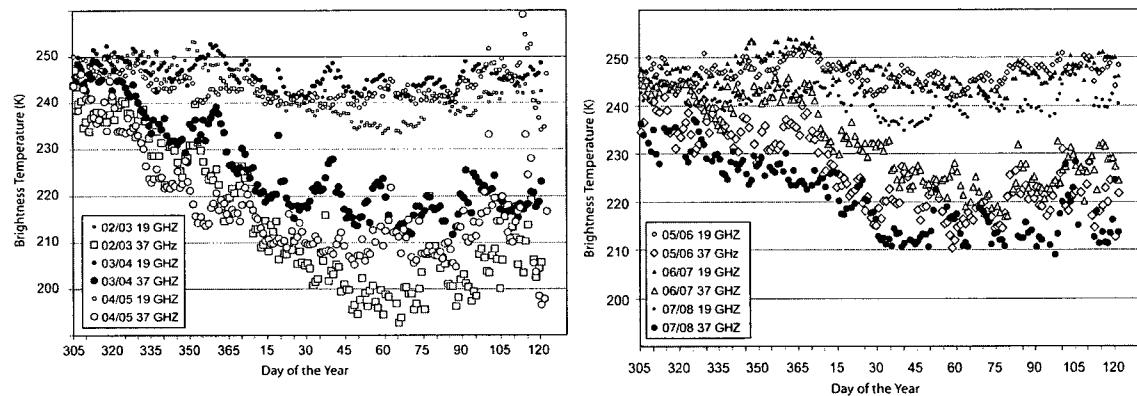 250
240
230
220
210
200
Brightness Temperature (K)
02/03 19 GHZ
02/03 37 GHz
03/04 19 GHZ
03/04 37 GHZ
04/05 19 GHZ
04/05 37 GHZ
305 320 335 350 365 15 30 45 60 75 90 105 120
Day of the Year
250
240
230
220
210
200
Brightness Temperature (K)
05/06 19 GHZ
05/06 37 GHz
06/07 19 GHZ
06/07 37 GHZ
07/08 19 GHZ
07/08 37 GHZ
305 320 335 350 365 15 30 45 60 75 90 105 120
Day of the Year